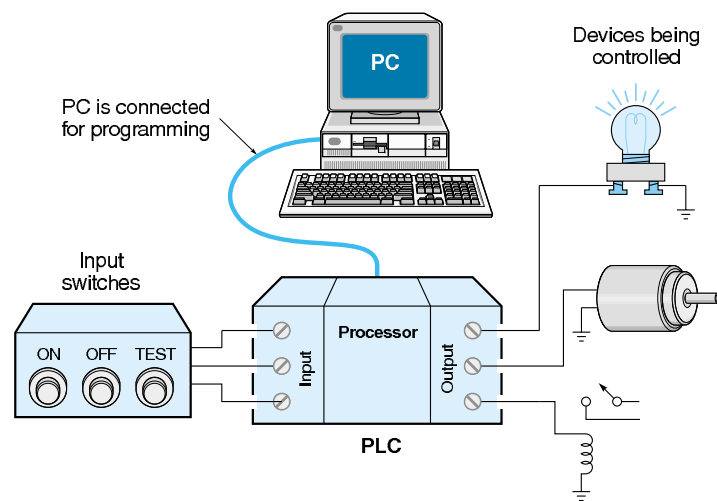 Devices being
controlled
PC
PC is connected
for programming
Input
switches
ON OFF TEST
Input
Processor
Output
PLC